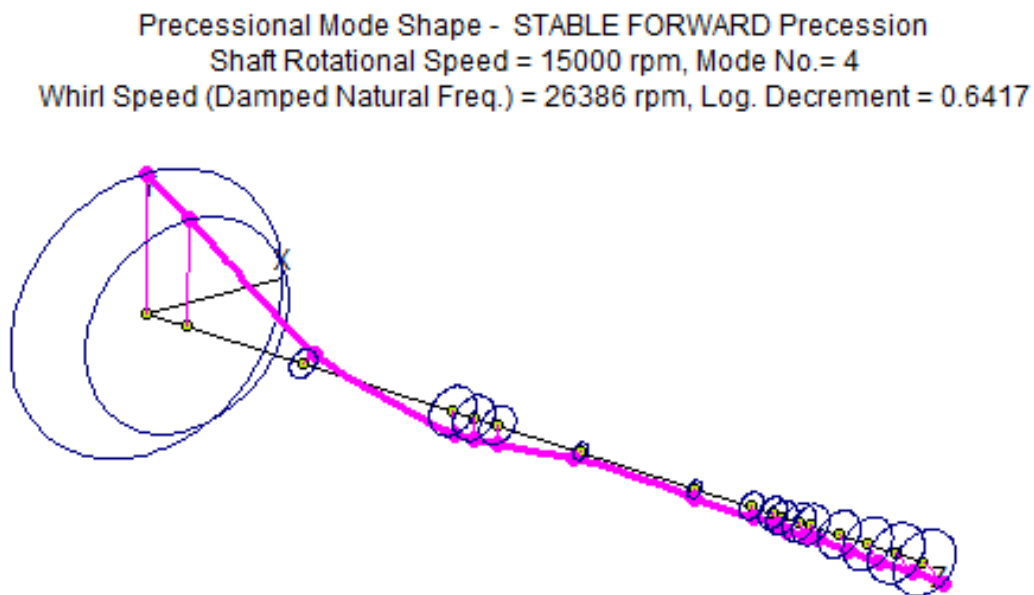 Precessional Mode Shape - STABLE FORWARD Precession
Shaft Rotational Speed = 15000 rpm, Mode No.= 4
Whirl Speed (Damped Natural Freq.) = 26386 rpm, Log. Decrement = 0.6417
X
Z